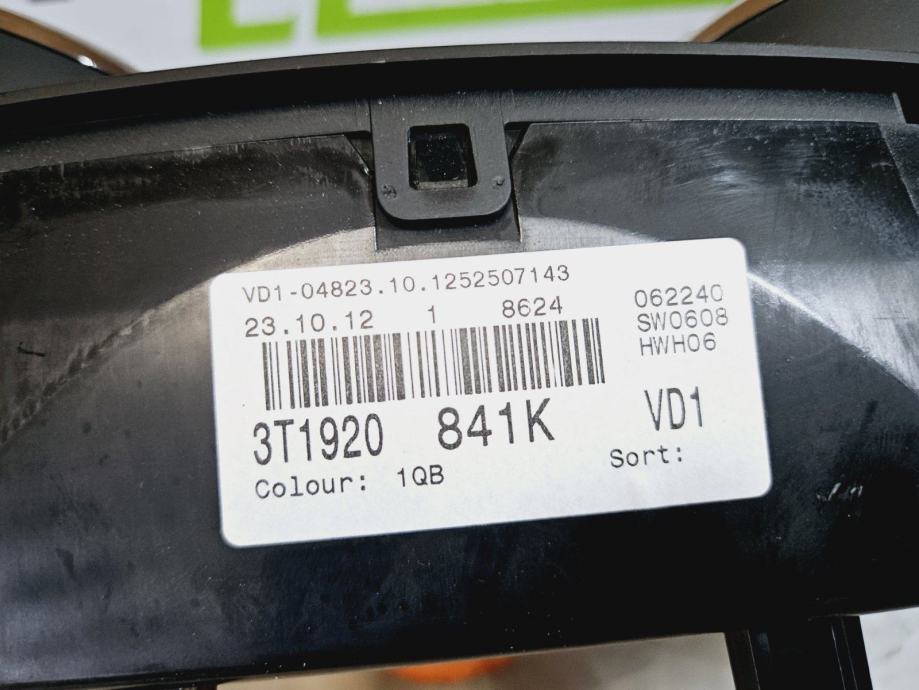 VD1-04823.10.1252507143
23.10.12 1 8624 062240
SW0608
HWH06
3T1920 841K VD1
Colour: 1QB Sort: